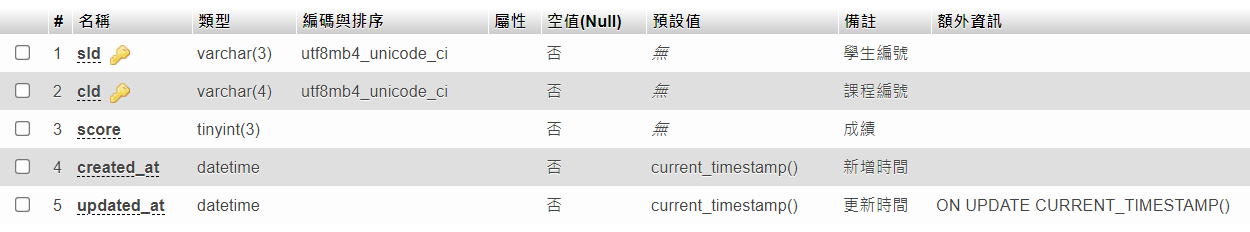 # 名稱 類型 編碼與排序 屬性 空值(Null) 預設值 備註 額外資訊
1 sId varchar(3) utf8mb4_unicode_ci 否 無 學生編號
2 cId varchar(4) utf8mb4_unicode_ci 否 無 課程編號
3 score tinyint(3) 否 無 成績
4 created_at datetime 否 current_timestamp() 新增時間
5 updated_at datetime 否 current_timestamp() 更新時間 ON UPDATE CURRENT_TIMESTAMP()